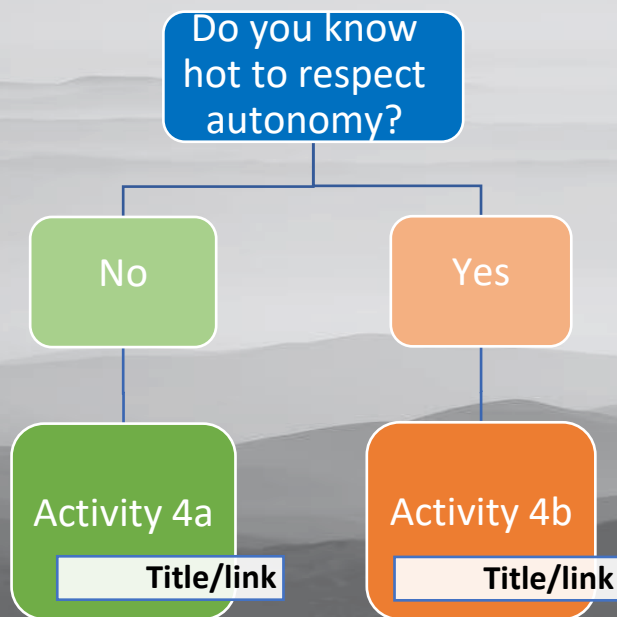 Do you know
hot to respect
autonomy?
No
Yes
Activity 4a
Title/link
Activity 4b
Title/link